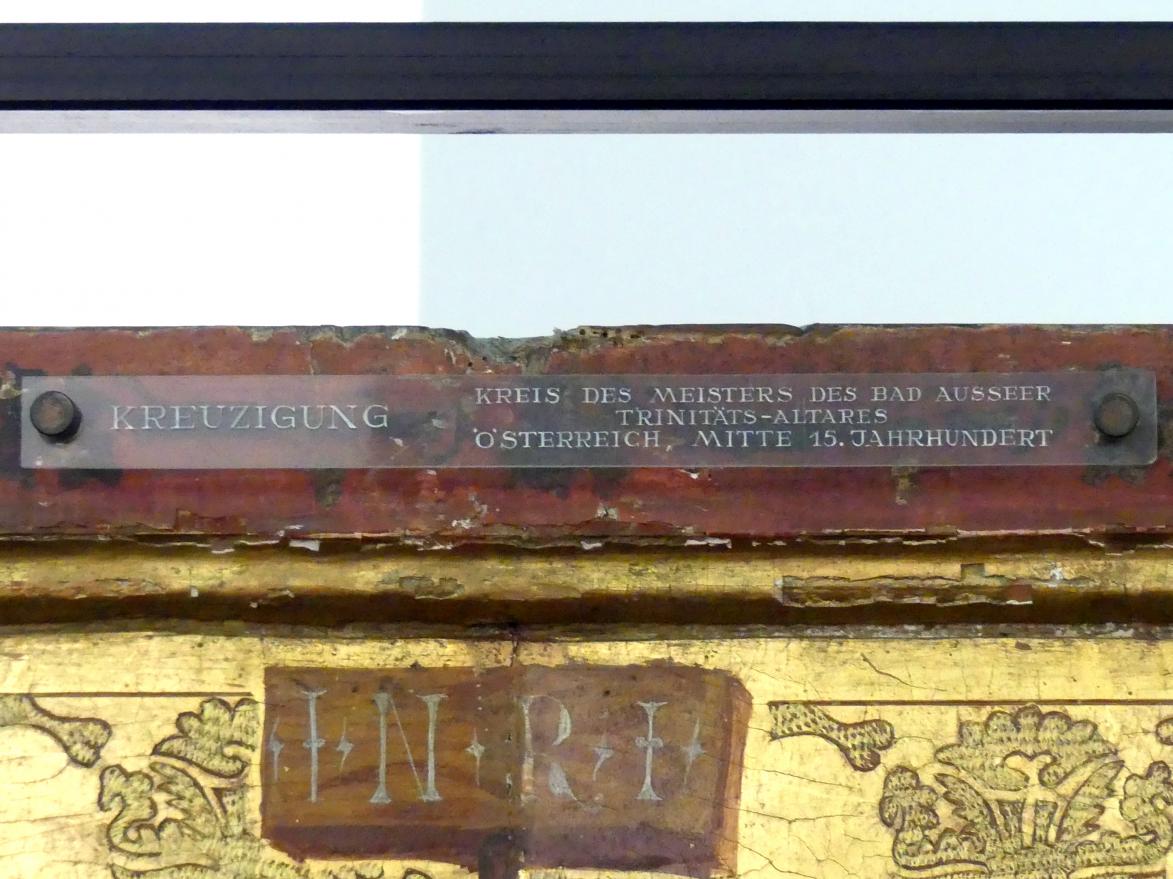 KREUZIGUNG
KREIS DES MEISTERS DES BAD AUSSEER
TRINITÄTS-ALTARES
ÖSTERREICH, MITTE 15. JAHRHUNDERT
I N R I